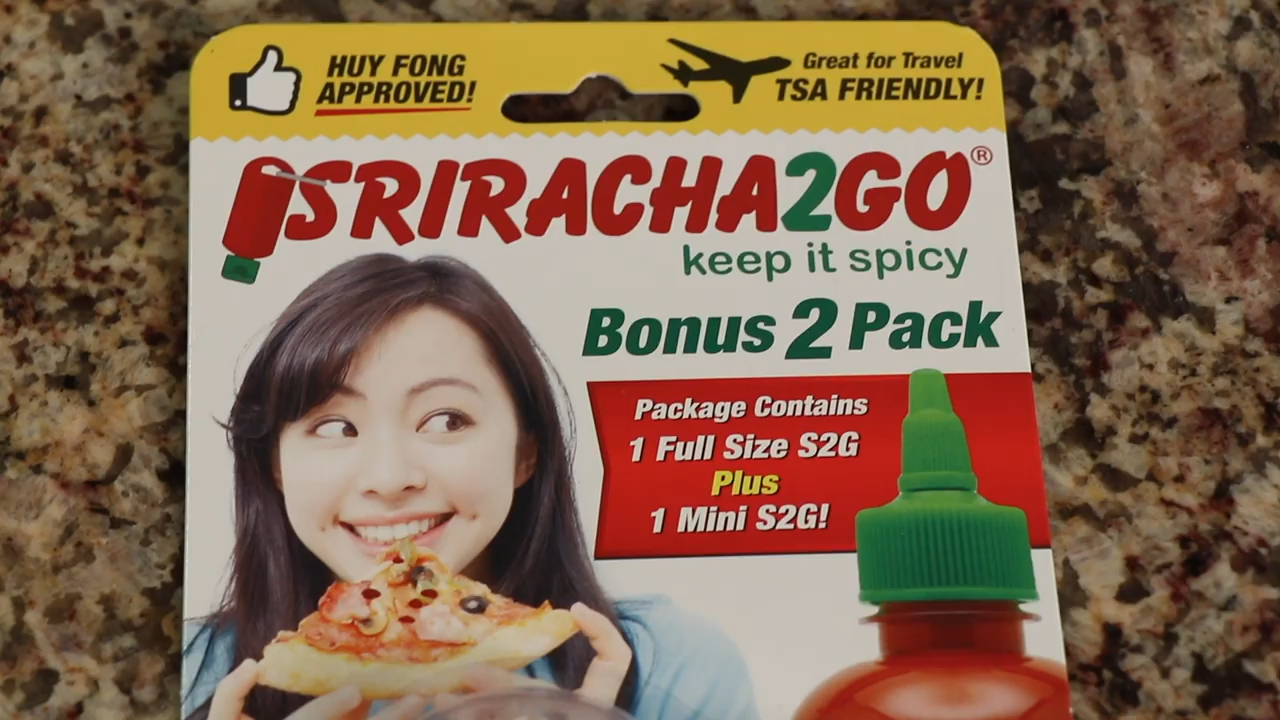 HUY FONG
APPROVED!
Great for Travel
TSA FRIENDLY!
SRIRACHA2GO®
keep it spicy
Bonus 2 Pack
Package Contains
1 Full Size S2G
Plus
1 Mini S2G!